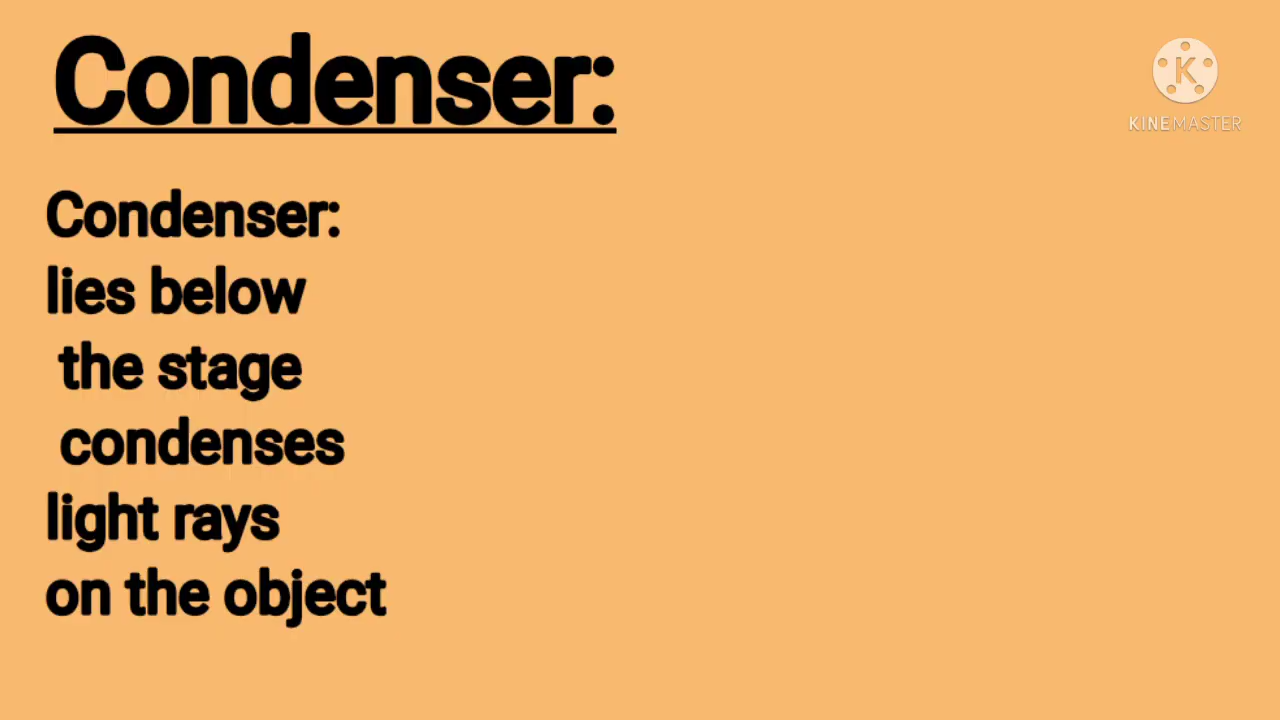 Condenser:
KINEMASTER
Condenser:
lies below
the stage
condenses
light rays
on the object